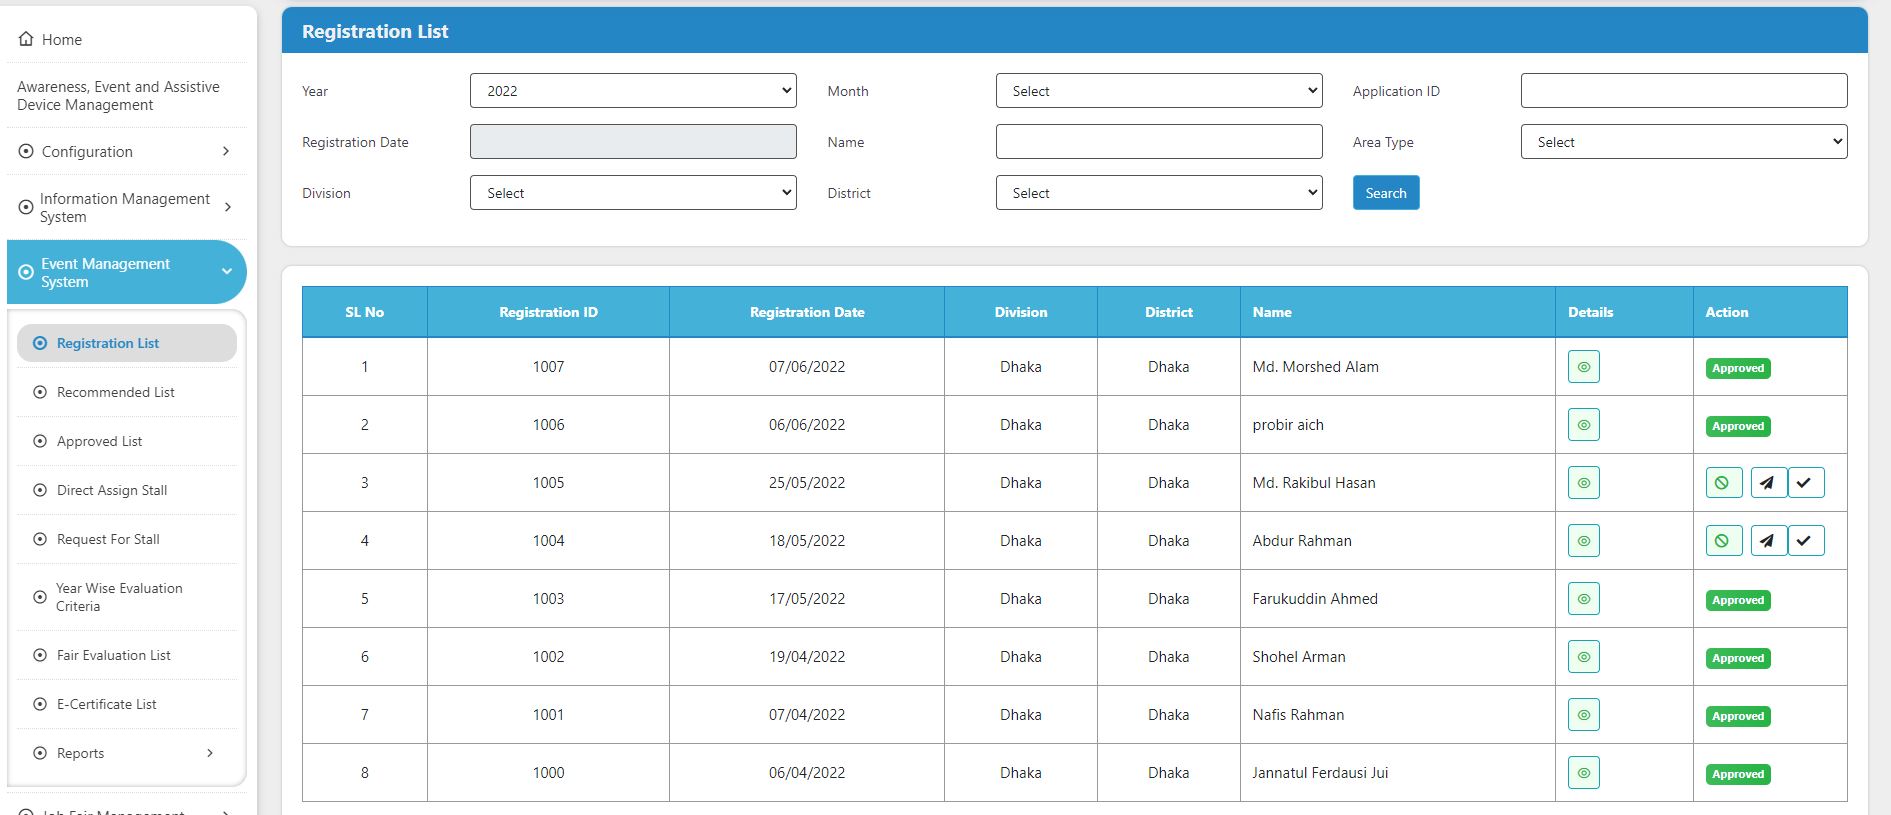 Home
Awareness, Event and Assistive
Device Management
Configuration
Information Management
System
Event Management
System
Registration List
Recommended List
Approved List
Direct Assign Stall
Request For Stall
Year Wise Evaluation
Criteria
Fair Evaluation List
E-Certificate List
Reports
Job Fair Management
Registration List
Year 2022 Month Select Application ID
Registration Date Name Area Type Select
Division Select District Select Search
SL No Registration ID Registration Date Division District Name Details Action
1 1007 07/06/2022 Dhaka Dhaka Md. Morshed Alam Approved
2 1006 06/06/2022 Dhaka Dhaka probir aich Approved
3 1005 25/05/2022 Dhaka Dhaka Md. Rakibul Hasan
4 1004 18/05/2022 Dhaka Dhaka Abdur Rahman
5 1003 17/05/2022 Dhaka Dhaka Farukuddin Ahmed Approved
6 1002 19/04/2022 Dhaka Dhaka Shohel Arman Approved
7 1001 07/04/2022 Dhaka Dhaka Nafis Rahman Approved
8 1000 06/04/2022 Dhaka Dhaka Jannatul Ferdausi Jui Approved